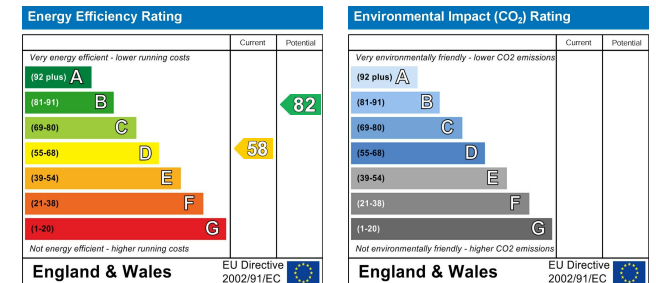 Energy Efficiency Rating
Current Potential
Very energy efficient - lower running costs
(92 plus) A
(81-91) B
82
(69-80) C
(55-68) D
58
(39-54) E
(21-38) F
(1-20) G
Not energy efficient - higher running costs
England & Wales
EU Directive
2002/91/EC
Environmental Impact (CO₂) Rating
Current Potential
Very environmentally friendly - lower CO2 emissions
(92 plus) A
(81-91) B
(69-80) C
(55-68) D
(39-54) E
(21-38) F
(1-20) G
Not environmentally friendly - higher CO2 emissions
England & Wales
EU Directive
2002/91/EC